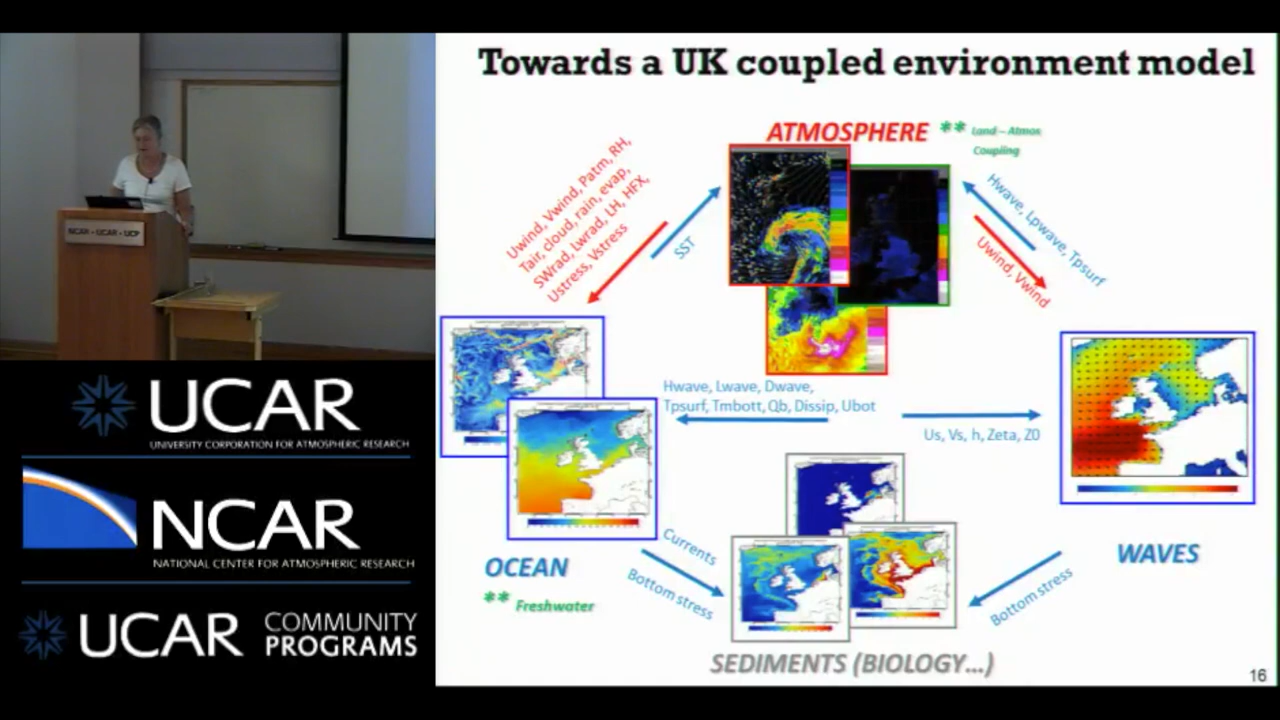 Towards a UK coupled environment model
ATMOSPHERE
** Land – Atmos
Coupling
Uwind, Vwind, Patm, RH,
Tair, cloud, rain, evap,
SWrad, Lwrad, LH, HFX,
Ustress, Vstress
SST
Hwave, Lpwave, Tpsurf
Uwind, Vwind
Hwave, Lwave, Dwave,
Tpsurf, Tmbott, Qb, Dissip, Ubot
Us, Vs, h, Zeta, Z0
OCEAN
** Freshwater
Currents
Bottom stress
WAVES
Bottom stress
SEDIMENTS (BIOLOGY...)
16
NCAR • UCAR • UCP
UCAR
UNIVERSITY CORPORATION FOR ATMOSPHERIC RESEARCH
NCAR
NATIONAL CENTER FOR ATMOSPHERIC RESEARCH
UCAR COMMUNITY
PROGRAMS